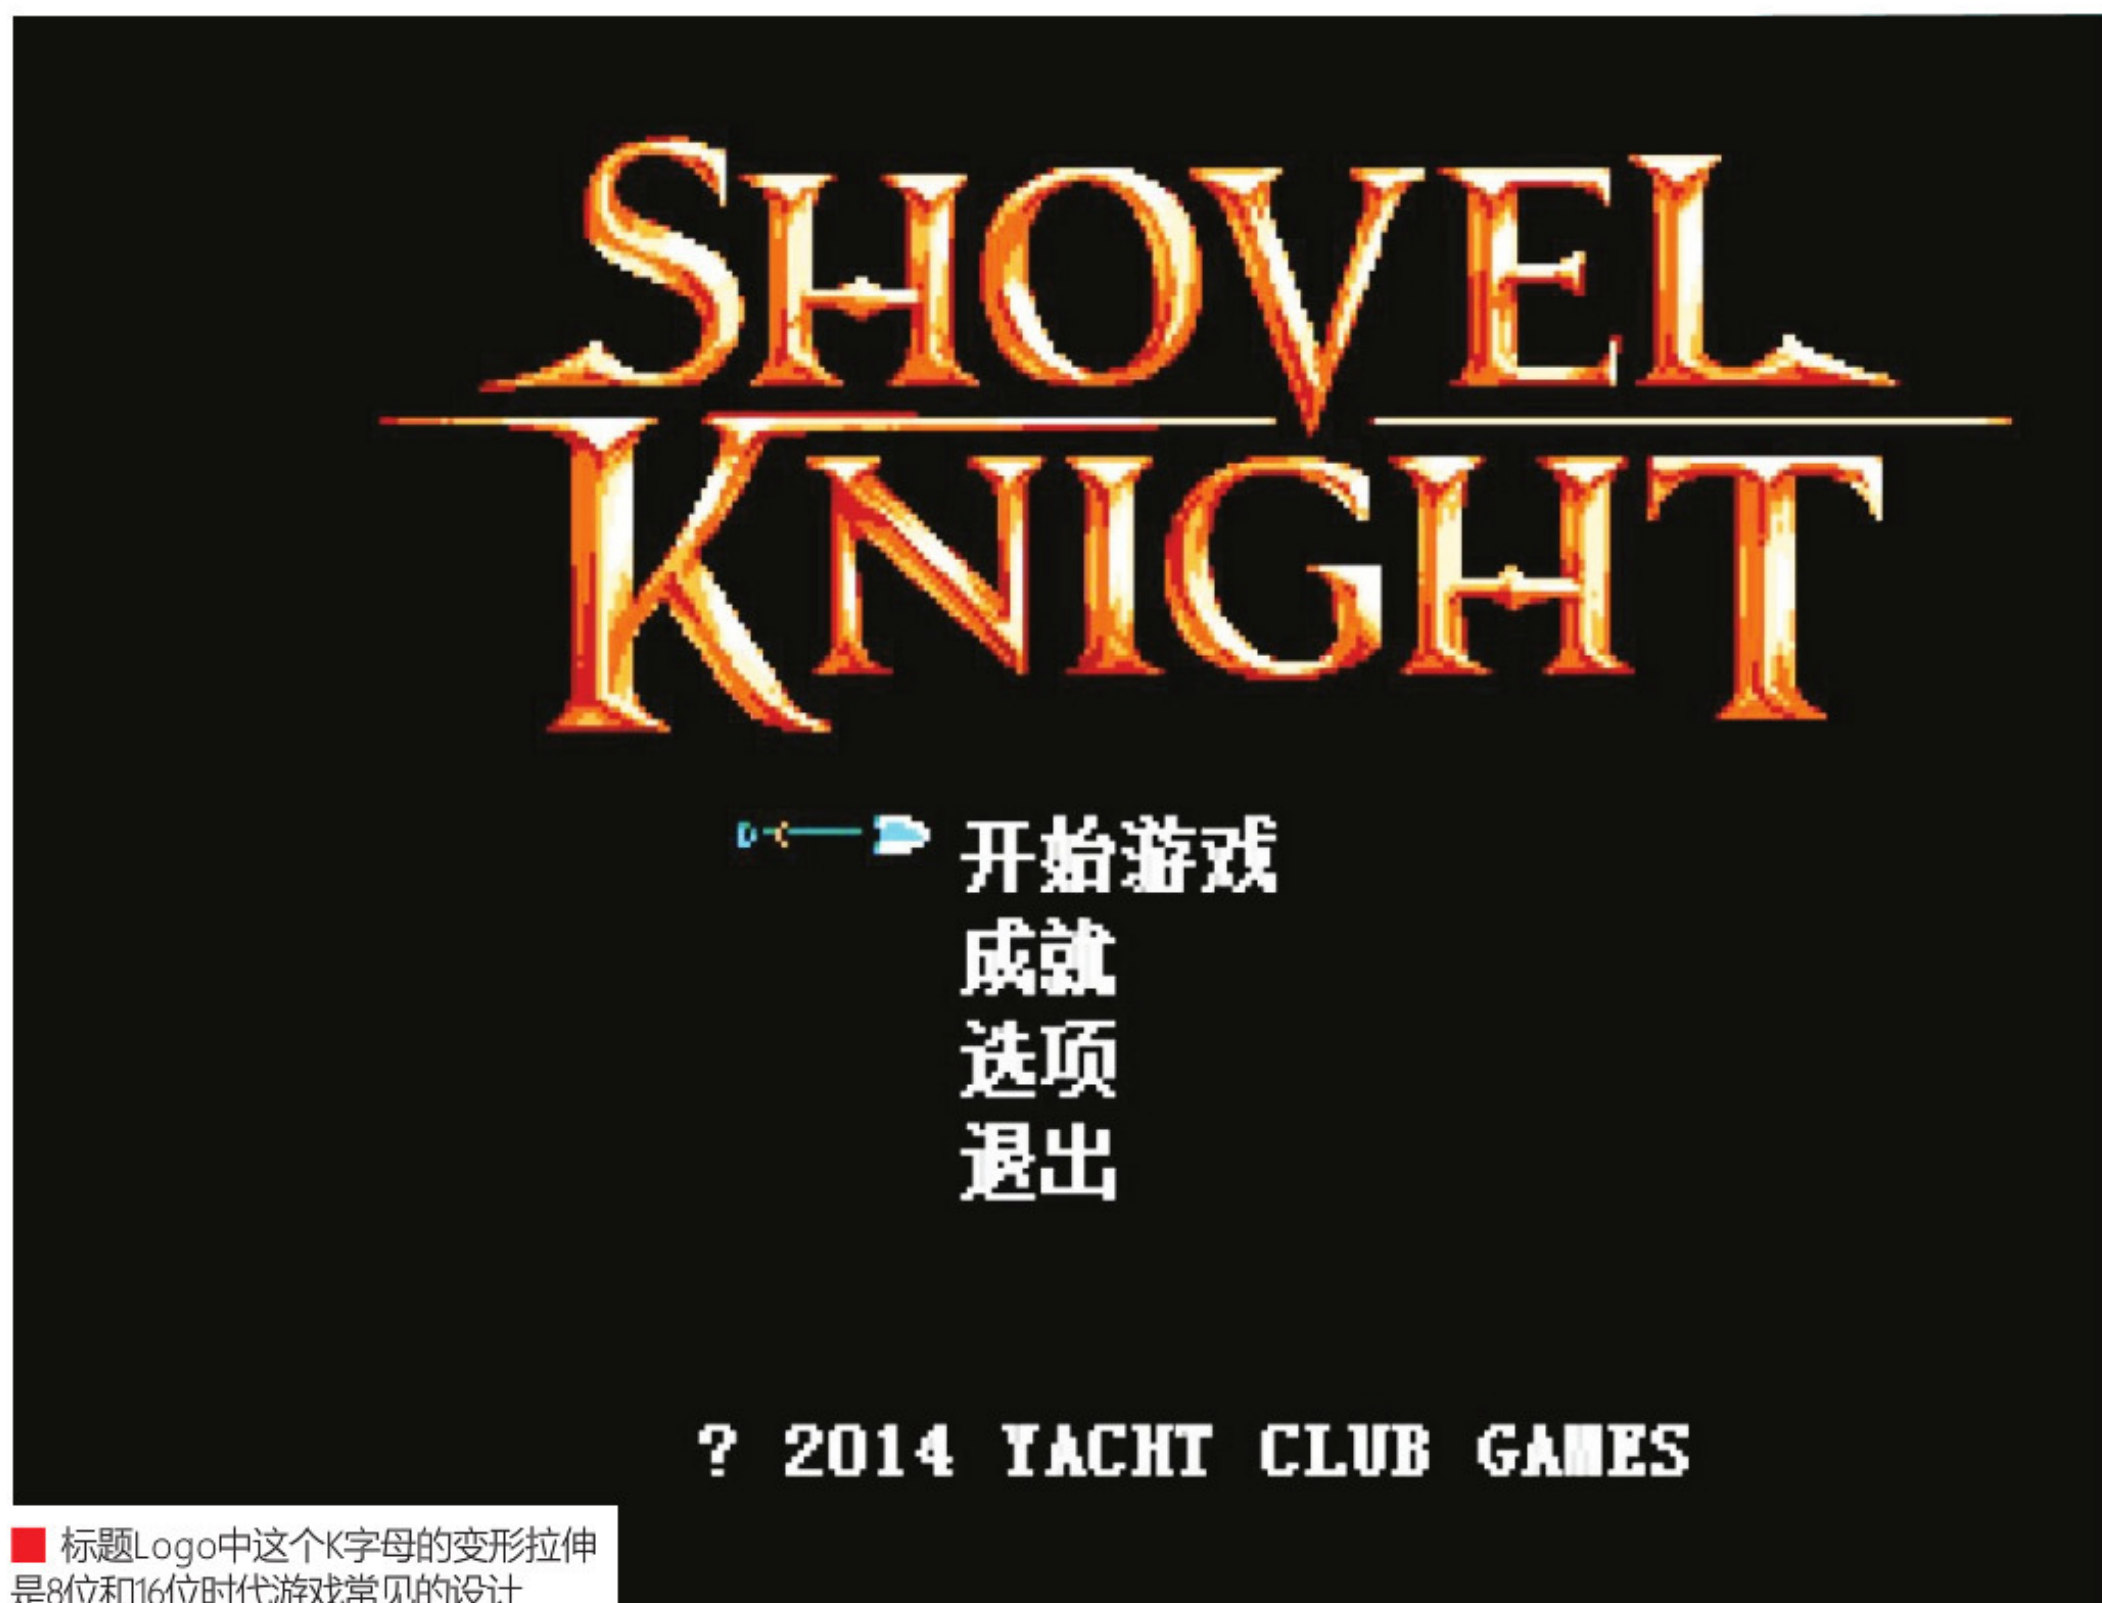 SHOVEL
KNIGHT
开始游戏
成就
选项
退出
? 2014 YACHT CLUB GAMES
标题Logo中这个K字母的变形拉伸
是8位和16位时代游戏常见的设计